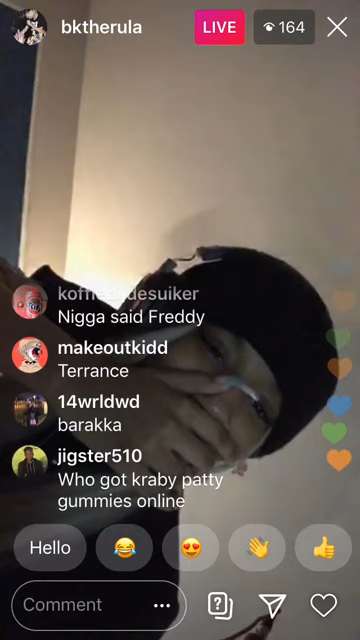 bktherula
LIVE
164
Nigga said Freddy
makeoutkidd
Terrance
14wrldwd
barakka
jigster510
Who got kraby patty
gummies online
Hello
Comment